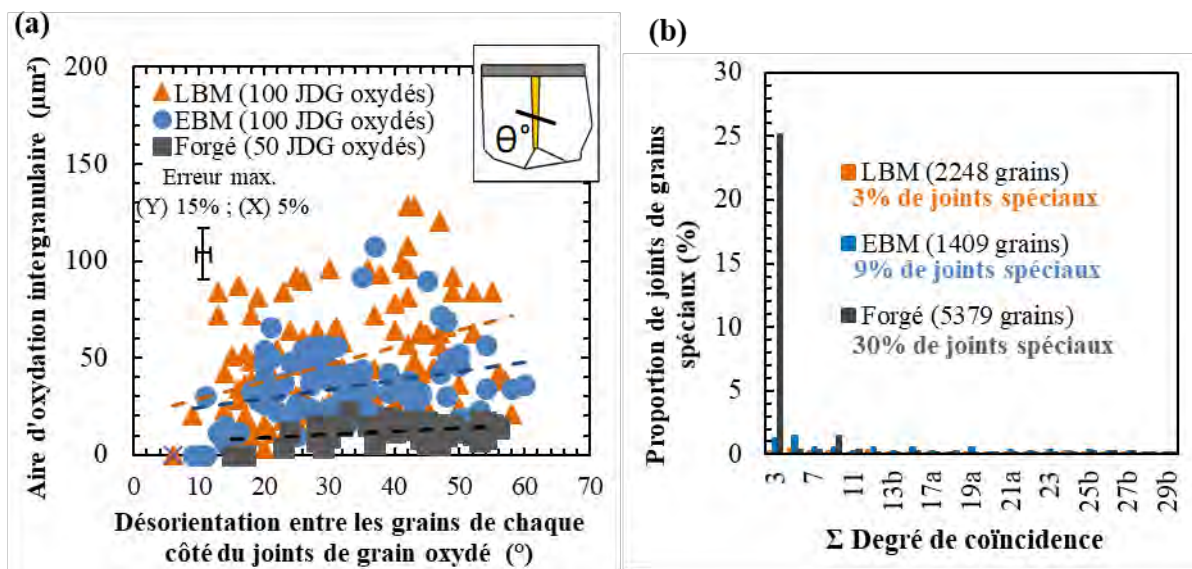 (a)
Aire d'oxydation intergranulaire (µm²)
200
150
100
50
0
LBM (100 JDG oxydés)
EBM (100 JDG oxydés)
Forgé (50 JDG oxydés)
Erreur max.
(Y) 15% ; (X) 5%
θ°
0 10 20 30 40 50 60 70
Désorientation entre les grains de chaque
côté du joints de grain oxydé (°)
(b)
Proportion de joints de grains
spéciaux (%)
30
25
20
15
10
5
0
LBM (2248 grains)
3% de joints spéciaux
EBM (1409 grains)
9% de joints spéciaux
Forgé (5379 grains)
30% de joints spéciaux
3 7 11 13b 17a 19a 21a 23 25b 27b 29b
Σ Degré de coïncidence